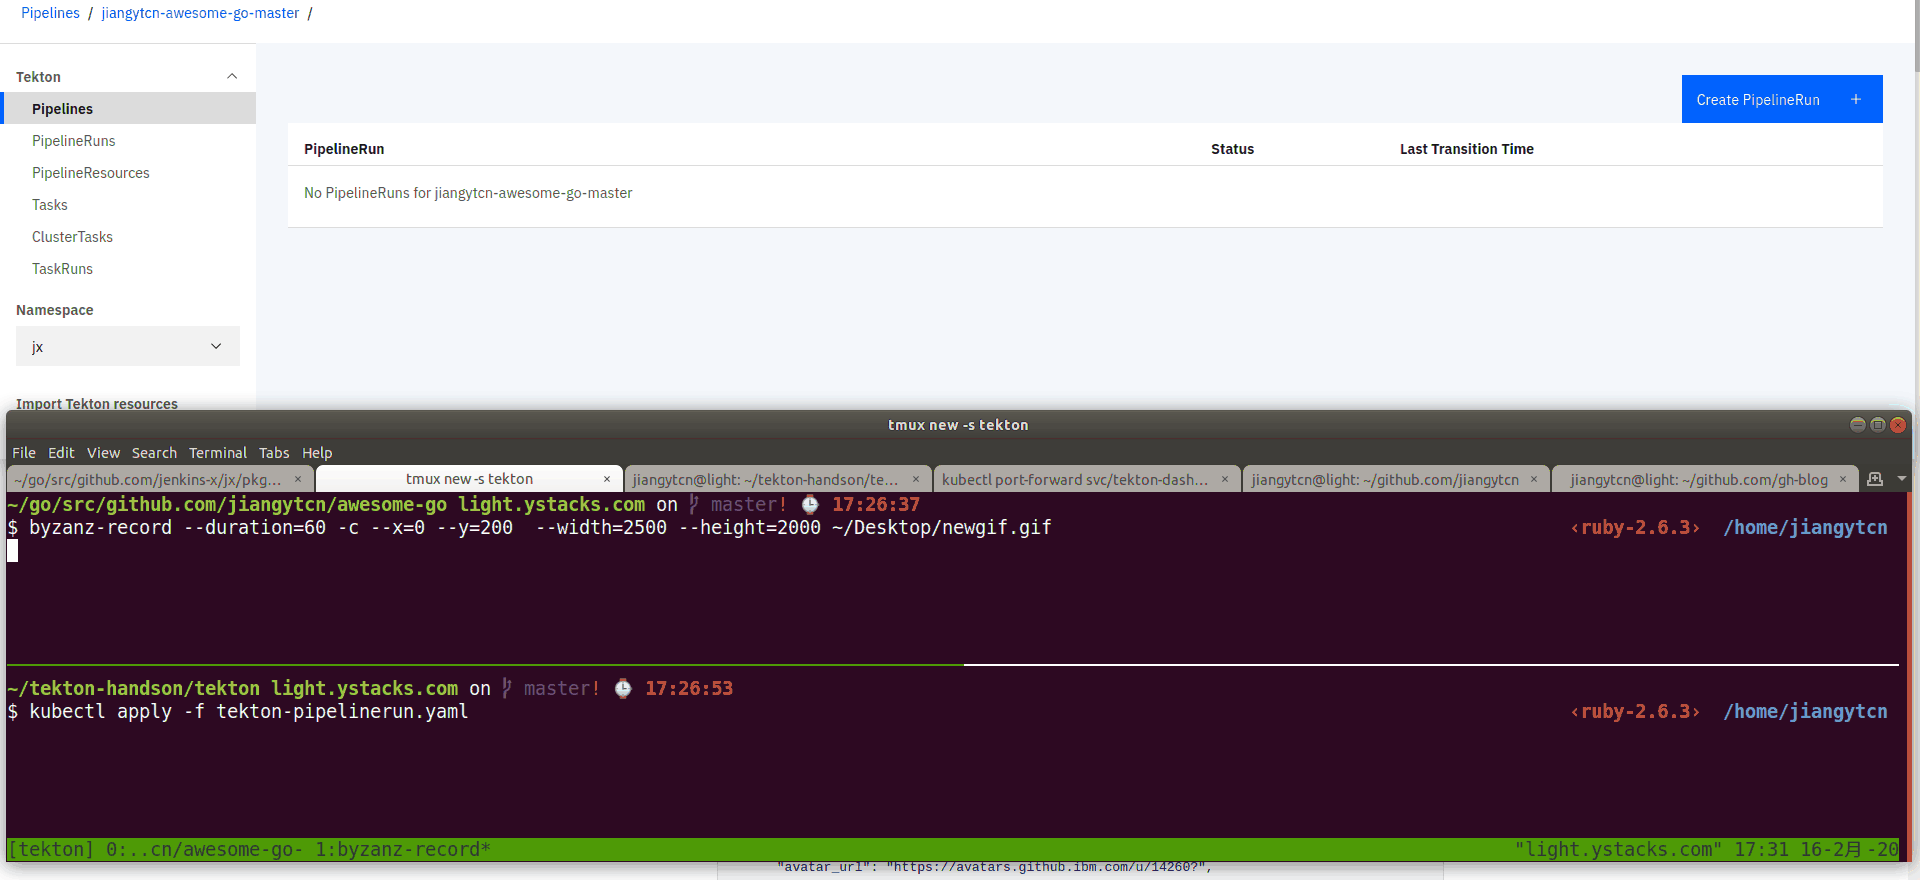 Pipelines / jiangytcn-awesome-go-master /
Tekton
Pipelines
PipelineRuns
PipelineResources
Tasks
ClusterTasks
TaskRuns
Namespace
jx
Import Tekton resources
Create PipelineRun +
PipelineRun Status Last Transition Time
No PipelineRuns for jiangytcn-awesome-go-master
tmux new -s tekton
File Edit View Search Terminal Tabs Help
~/go/src/github.com/jenkins-x/jx/pkg... × tmux new -s tekton × jiangytcn@light: ~/tekton-handson/te... × kubectl port-forward svc/tekton-dash... × jiangytcn@light: ~/github.com/jiangytcn × jiangytcn@light: ~/github.com/gh-blog ×
~/go/src/github.com/jiangytcn/awesome-go light.ystacks.com on master! 17:26:37
$ byzanz-record --duration=60 -c --x=0 --y=200  --width=2500 --height=2000 ~/Desktop/newgif.gif ‹ruby-2.6.3› /home/jiangytcn
~/tekton-handson/tekton light.ystacks.com on master! 17:26:53
$ kubectl apply -f tekton-pipelinerun.yaml ‹ruby-2.6.3› /home/jiangytcn
[tekton] 0:..cn/awesome-go- 1:byzanz-record* "light.ystacks.com" 17:31 16-2月-20
"avatar_url": "https://avatars.github.ibm.com/u/14260?",